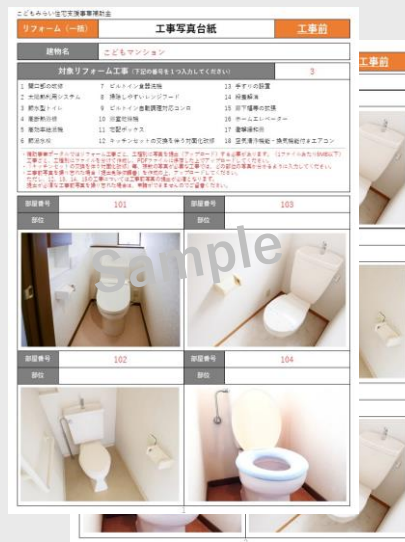 こどもみらい住宅支援事業補助金
リフォーム（一括）
工事写真台紙
工事前
建物名
こどもマンション
対象リフォーム工事（下記の番号を１つ入力してください）
3
1 開口部の改修
7 ビルトイン食器洗機
13 手すりの設置
2 太陽熱利用システム
8 掃除しやすいレンジフード
14 段差解消
3 節水型トイレ
9 ビルトイン自動調理対応コンロ
15 廊下幅等の拡張
4 高断熱浴槽
10 浴室乾燥機
16 ホームエレベーター
5 高効率給湯機
11 宅配ボックス
17 衝撃緩和畳
6 節湯水栓
12 キッチンセットの交換を伴う対面化改修
18 空気清浄機能・換気機能付きエアコン
部屋番号
101
部屋番号
103
部位
部位
Sample
部屋番号
102
部屋番号
104
部位
部位
工事前